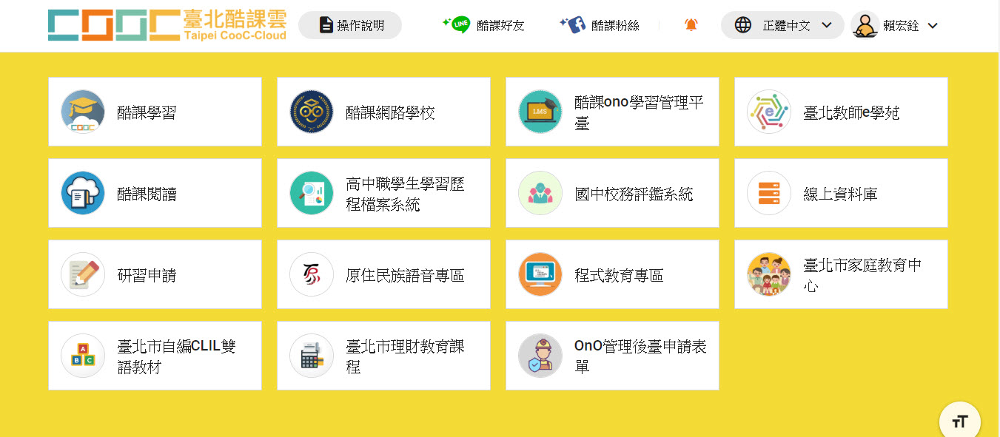 COOC 臺北酷課雲
Taipei CooC-Cloud
操作說明
LINE 酷課好友
酷課粉絲
正體中文
賴宏銓
COOC
酷課學習
酷課網路學校
LMS
酷課ono學習管理平
臺
e
臺北教師e學苑
酷課閱讀
高中職學生學習歷
程檔案系統
國中校務評鑑系統
線上資料庫
研習申請
原住民族語音專區
程式教育專區
臺北市家庭教育中
心
A
B C
臺北市自編CLIL雙
語教材
臺北市理財教育課
程
OnO管理後臺申請表
單
TT